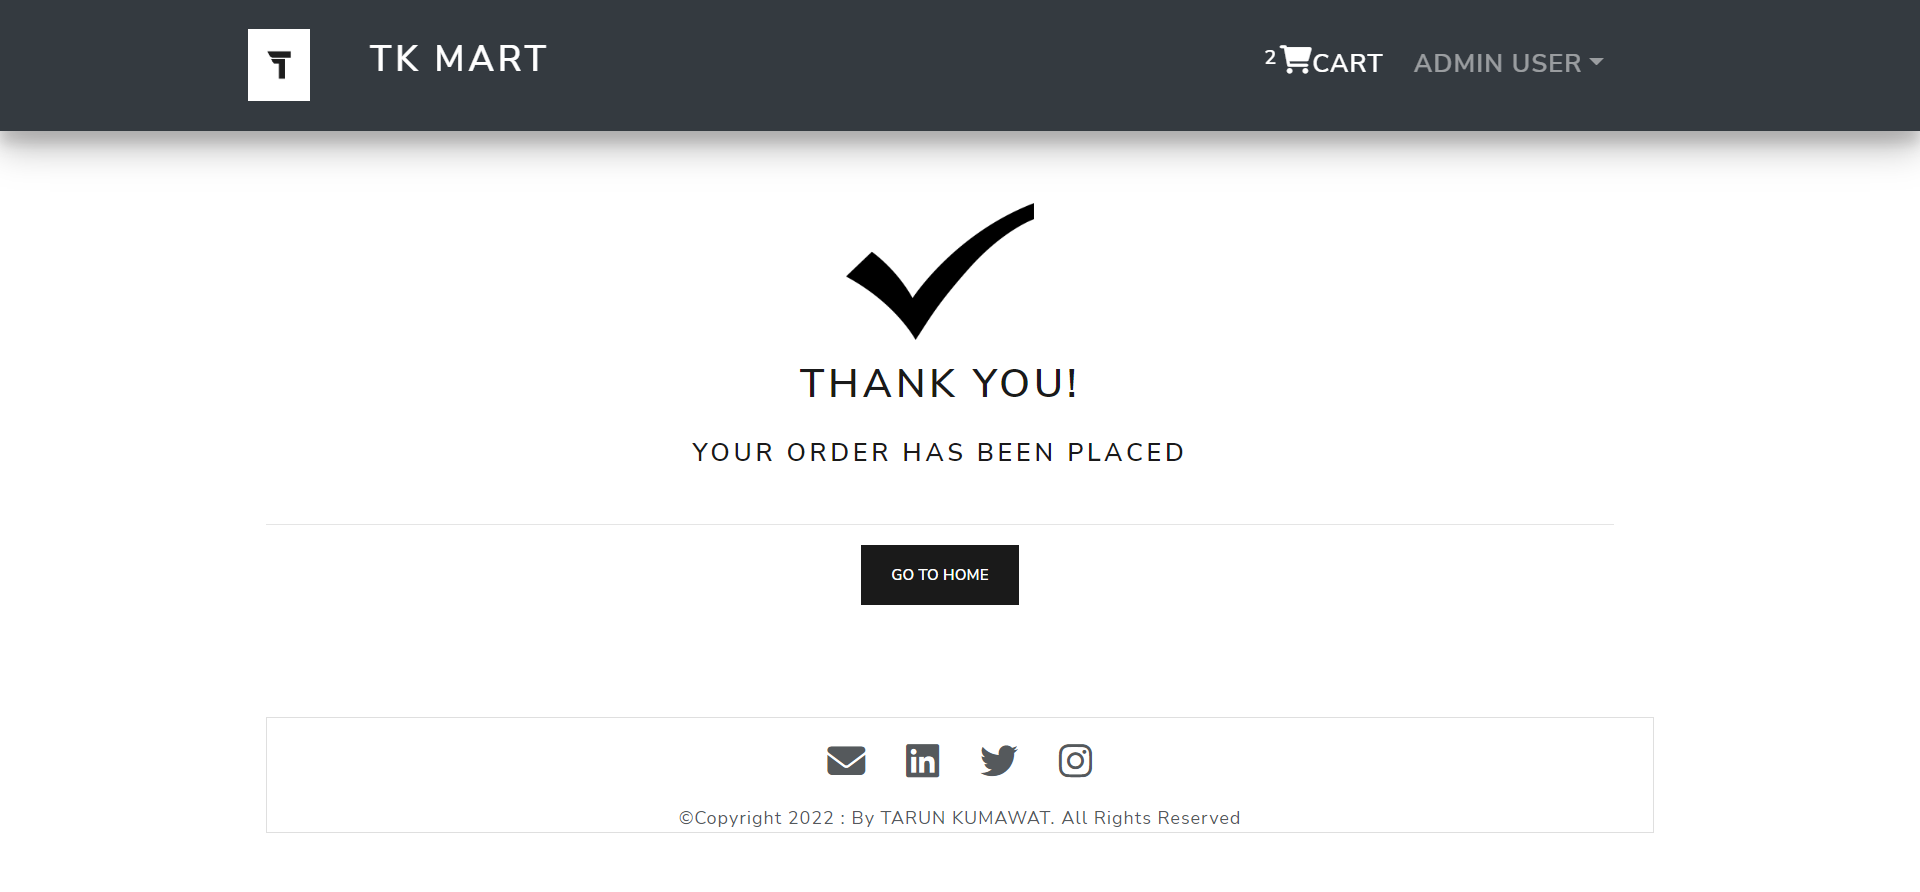 TK MART
2 CART
ADMIN USER
THANK YOU!
YOUR ORDER HAS BEEN PLACED
GO TO HOME
©Copyright 2022 : By TARUN KUMAWAT. All Rights Reserved